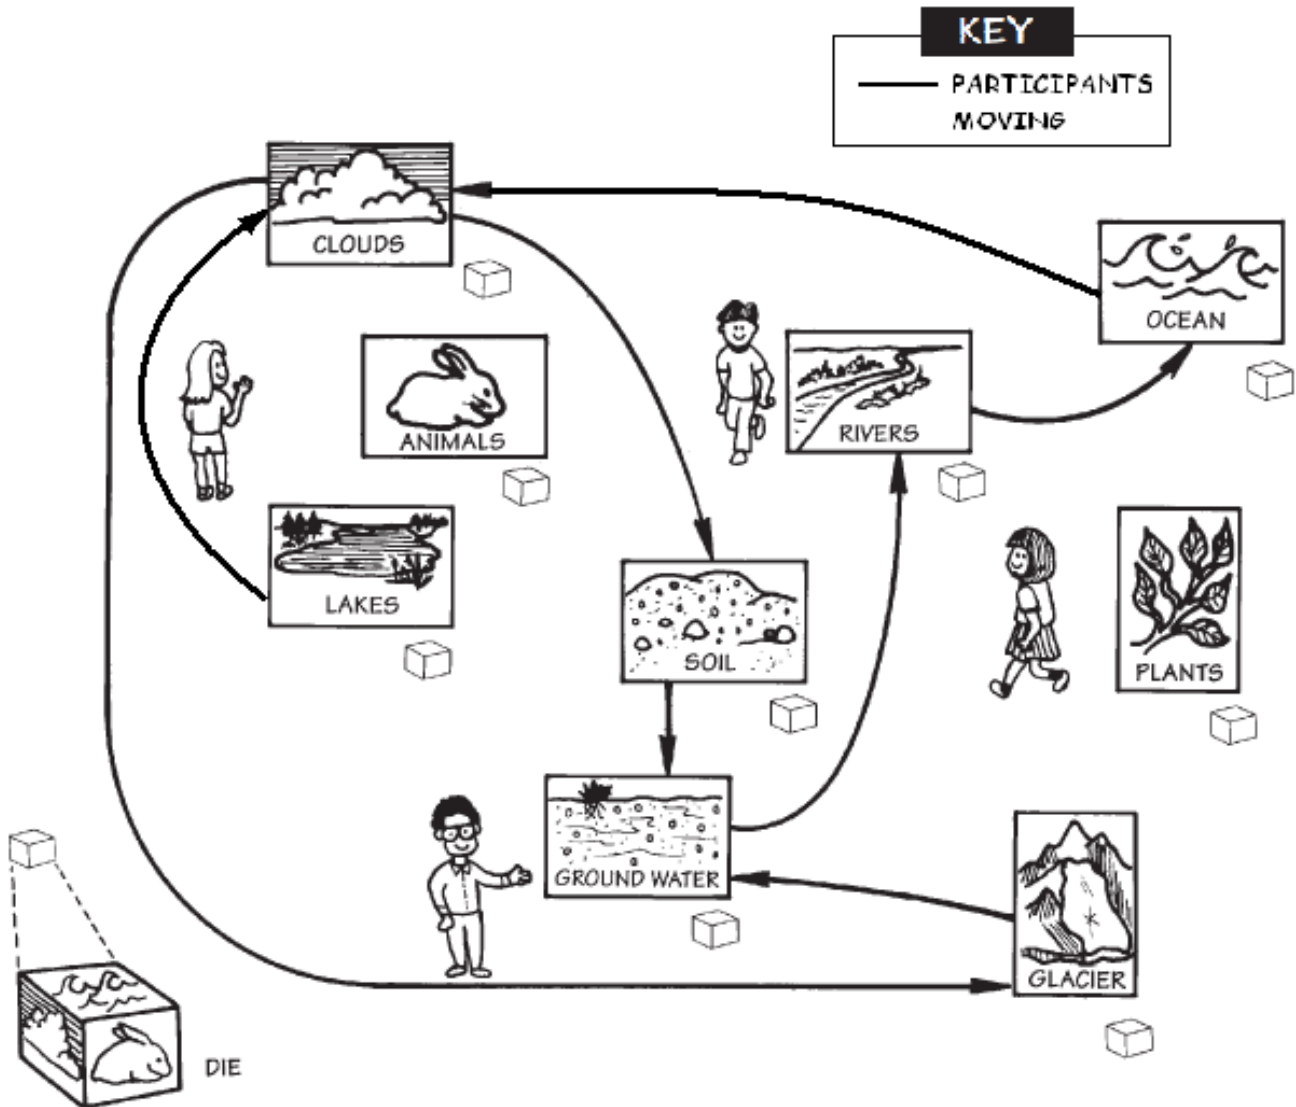 KEY
PARTICIPANTS
MOVING
CLOUDS
OCEAN
ANIMALS
RIVERS
LAKES
SOIL
PLANTS
GROUND WATER
GLACIER
DIE